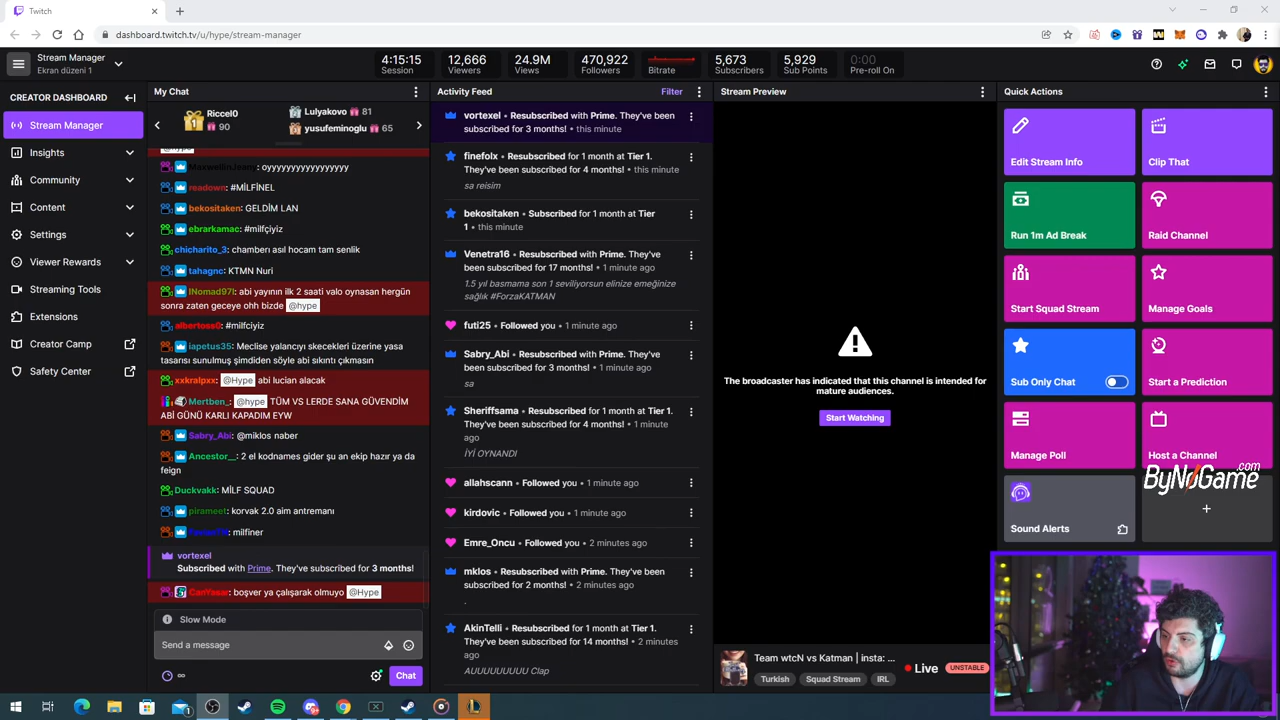 Twitch
dashboard.twitch.tv/u/hype/stream-manager
Stream Manager
Ekran düzeni 1
4:15:15
Session
12,666
Viewers
24.9M
Views
470,922
Followers
Bitrate
5,673
Subscribers
5,929
Sub Points
0:00
Pre-roll On
CREATOR DASHBOARD
Stream Manager
Insights
Community
Content
Settings
Viewer Rewards
Streaming Tools
Extensions
Creator Camp
Safety Center
My Chat
Riccel0
90
Lulyakovo 81
yusufeminoglu 65
@hype
oyyyyyyyyyyyyyyyyyy
readown: #MİLFİNEL
bekositaken: GELDİM LAN
ebrarkamac: #milfçiyiz
chicharito_3: chamberı asıl hocam tam senlik
tahagnc: KTMN Nuri
INomad97I: abi yayının ilk 2 saati valo oynasan hergün
sonra zaten geceye ohh bizde @hype
albertoss0: #milfciyiz
iapetus35: Meclise yalancıyı skecekleri üzerine yasa
tasarısı sunulmuş şimdiden söyle abi sıkıntı çıkmasın
xxkralpxx: @Hype abi lucian alacak
Mertben_: @hype TÜM VS LERDE SANA GÜVENDİM
ABİ GÜNÜ KARLI KAPADIM EYW
Sabry_Abi: @miklos naber
Ancestor__: 2 el kodnames gider şu an ekip hazır ya da
feign
Duckvakk: MİLF SQUAD
pirameet: korvak 2.0 aim antremanı
milfiner
vortexel
Subscribed with Prime. They've subscribed for 3 months!
CanYasar: boşver ya çalışarak olmuyo @Hype
Slow Mode
Send a message
Chat
Activity Feed
Filter
vortexel • Resubscribed with Prime. They've been
subscribed for 3 months! • this minute
finefolx • Resubscribed for 1 month at Tier 1.
They've been subscribed for 4 months! • this minute
sa reisim
bekositaken • Subscribed for 1 month at Tier
1 • this minute
Venetra16 • Resubscribed with Prime. They've
been subscribed for 17 months! • 1 minute ago
1.5 yıl basmama son 1 seviliyorsun elinize emeğinize
sağlık #ForzaKATMAN
futi25 • Followed you • 1 minute ago
Sabry_Abi • Resubscribed with Prime. They've
been subscribed for 3 months! • 1 minute ago
sa
Sheriffsama • Resubscribed for 1 month at Tier 1.
They've been subscribed for 4 months! • 1 minute
ago
İYİ OYNANDI
allahscann • Followed you • 1 minute ago
kirdovic • Followed you • 1 minute ago
Emre_Oncu • Followed you • 2 minutes ago
mklos • Resubscribed with Prime. They've been
subscribed for 2 months! • 2 minutes ago
.
AkinTelli • Resubscribed for 1 month at Tier 1.
They've been subscribed for 14 months! • 2 minutes
ago
AUUUUUUUUU Clap
Stream Preview
The broadcaster has indicated that this channel is intended for
mature audiences.
Start Watching
Team wtcN vs Katman | insta: ...
Live
UNSTABLE
Turkish
Squad Stream
IRL
Quick Actions
Edit Stream Info
Clip That
Run 1m Ad Break
Raid Channel
Start Squad Stream
Manage Goals
Sub Only Chat
Start a Prediction
Manage Poll
Host a Channel
ByNoGame.com
Sound Alerts